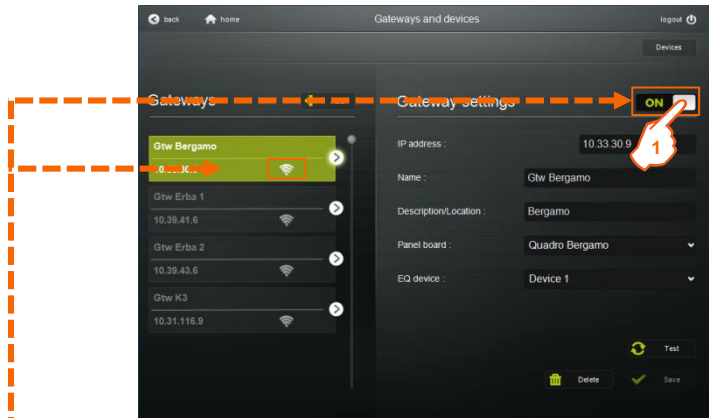 back
home
Gateways and devices
logout
Devices
Gateways
Gateway settings
ON
1
Gtw Bergamo
IP address :
10.33.30.9
Name :
Gtw Bergamo
Gtw Erba 1
10.39.41.6
Description/Location :
Bergamo
Gtw Erba 2
10.39.43.6
Panel board :
Quadro Bergamo
EQ device :
Device 1
Gtw K3
10.31.116.9
Test
Delete
Save